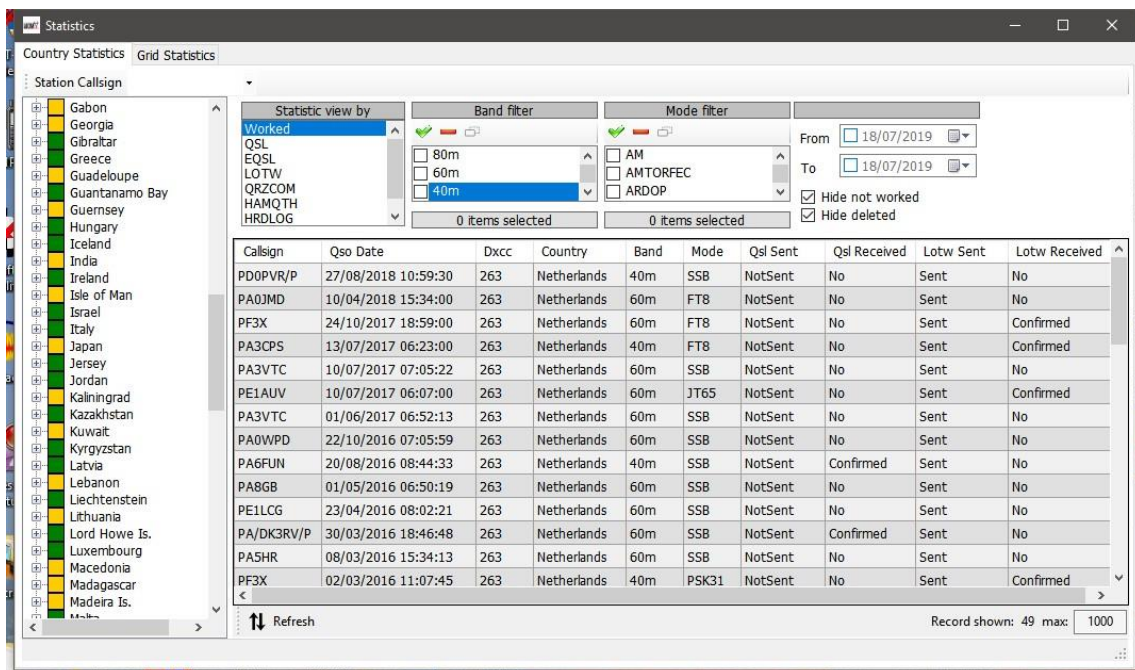 Statistics
Country Statistics Grid Statistics
Station Callsign
Gabon
Georgia
Gibraltar
Greece
Guadeloupe
Guantanamo Bay
Guernsey
Hungary
Iceland
India
Ireland
Isle of Man
Israel
Italy
Japan
Jersey
Jordan
Kaliningrad
Kazakhstan
Kuwait
Kyrgyzstan
Latvia
Lebanon
Liechtenstein
Lithuania
Lord Howe Is.
Luxembourg
Macedonia
Madagascar
Madeira Is.
Malta
Statistic view by
Worked
QSL
EQSL
LOTW
QRZCOM
HAMQTH
HRDLOG
Band filter
80m
60m
40m
0 items selected
Mode filter
AM
AMTORFEC
ARDOP
0 items selected
From 18/07/2019
To 18/07/2019
Hide not worked
Hide deleted
Callsign Qso Date Dxcc Country Band Mode Qsl Sent Qsl Received Lotw Sent Lotw Received
PD0PVR/P 27/08/2018 10:59:30 263 Netherlands 40m SSB NotSent No Sent No
PA0JMD 10/04/2018 15:34:00 263 Netherlands 60m FT8 NotSent No Sent No
PF3X 24/10/2017 18:59:00 263 Netherlands 60m FT8 NotSent No Sent Confirmed
PA3CPS 13/07/2017 06:23:00 263 Netherlands 40m FT8 NotSent No Sent Confirmed
PA3VTC 10/07/2017 07:05:22 263 Netherlands 60m SSB NotSent No Sent No
PE1AUV 10/07/2017 06:07:00 263 Netherlands 60m JT65 NotSent No Sent Confirmed
PA3VTC 01/06/2017 06:52:13 263 Netherlands 60m SSB NotSent No Sent No
PA0WPD 22/10/2016 07:05:59 263 Netherlands 60m SSB NotSent No Sent No
PA6FUN 20/08/2016 08:44:33 263 Netherlands 40m SSB NotSent Confirmed Sent No
PA8GB 01/05/2016 06:50:19 263 Netherlands 60m SSB NotSent No Sent No
PE1LCG 23/04/2016 08:02:21 263 Netherlands 60m SSB NotSent No Sent No
PA/DK3RV/P 30/03/2016 18:46:48 263 Netherlands 60m SSB NotSent Confirmed Sent No
PA5HR 08/03/2016 15:34:13 263 Netherlands 60m SSB NotSent No Sent No
PF3X 02/03/2016 11:07:45 263 Netherlands 40m PSK31 NotSent No Sent Confirmed
Refresh
Record shown: 49 max: 1000